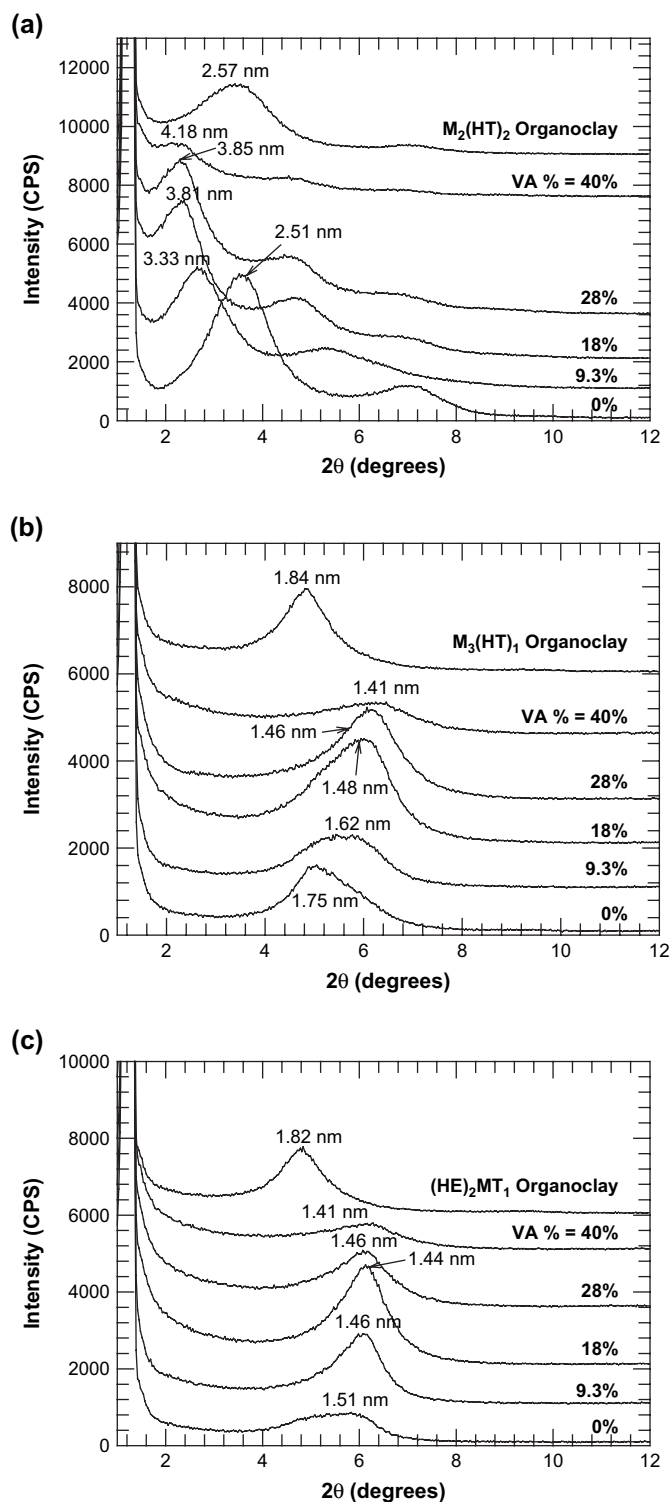 (a)
12000
10000
8000
6000
4000
2000
0
Intensity (CPS)
2.57 nm
M2(HT)2 Organoclay
4.18 nm
3.85 nm
VA % = 40%
3.81 nm
2.51 nm
3.33 nm
28%
18%
9.3%
0%
2 4 6 8 10 12
2θ (degrees)
(b)
8000
6000
4000
2000
0
Intensity (CPS)
1.84 nm
M3(HT)1 Organoclay
1.41 nm
VA % = 40%
1.46 nm
28%
1.48 nm
18%
1.62 nm
9.3%
1.75 nm
0%
2 4 6 8 10 12
2θ (degrees)
(c)
10000
8000
6000
4000
2000
0
Intensity (CPS)
1.82 nm
(HE)2MT1 Organoclay
1.41 nm
VA % = 40%
1.46 nm
1.44 nm
28%
18%
1.46 nm
9.3%
1.51 nm
0%
2 4 6 8 10 12
2θ (degrees)